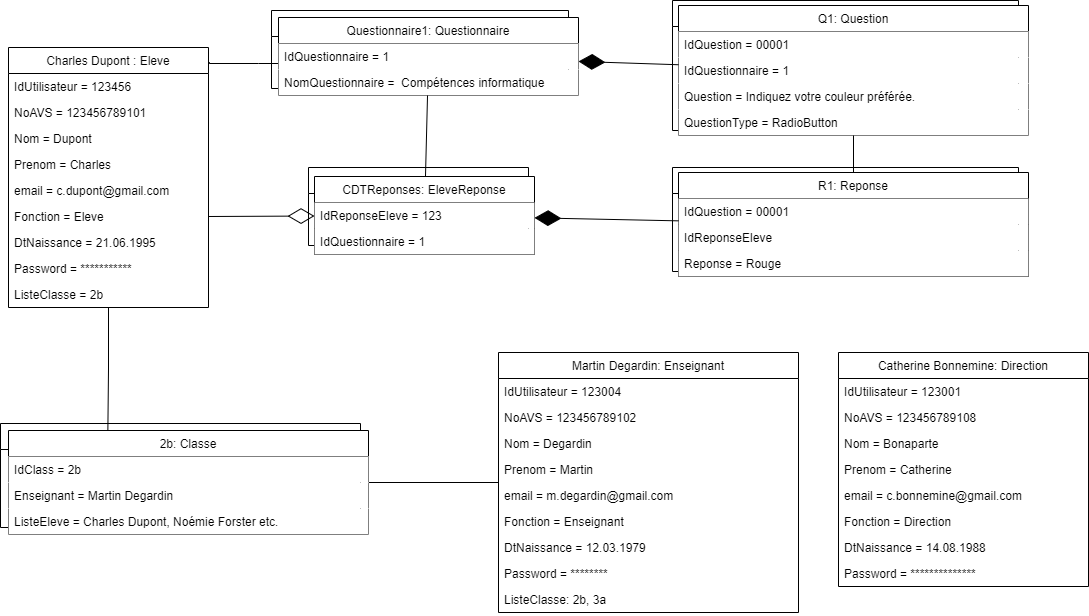 Charles Dupont : Eleve
IdUtilisateur = 123456
NoAVS = 123456789101
Nom = Dupont
Prenom = Charles
email = c.dupont@gmail.com
Fonction = Eleve
DtNaissance = 21.06.1995
Password = ***********
ListeClasse = 2b
Questionnaire1: Questionnaire
IdQuestionnaire = 1
NomQuestionnaire =  Compétences informatique
Q1: Question
IdQuestion = 00001
IdQuestionnaire = 1
Question = Indiquez votre couleur préférée.
QuestionType = RadioButton
CDTReponses: EleveReponse
IdReponseEleve = 123
IdQuestionnaire = 1
R1: Reponse
IdQuestion = 00001
IdReponseEleve
Reponse = Rouge
2b: Classe
IdClass = 2b
Enseignant = Martin Degardin
ListeEleve = Charles Dupont, Noémie Forster etc.
Martin Degardin: Enseignant
IdUtilisateur = 123004
NoAVS = 123456789102
Nom = Degardin
Prenom = Martin
email = m.degardin@gmail.com
Fonction = Enseignant
DtNaissance = 12.03.1979
Password = ********
ListeClasse: 2b, 3a
Catherine Bonnemine: Direction
IdUtilisateur = 123001
NoAVS = 123456789108
Nom = Bonaparte
Prenom = Catherine
email = c.bonnemine@gmail.com
Fonction = Direction
DtNaissance = 14.08.1988
Password = **************